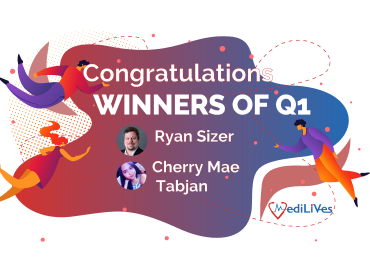 Congratulations
WINNERS OF Q1
Ryan Sizer
Cherry Mae
Tabjan
MediLiVes